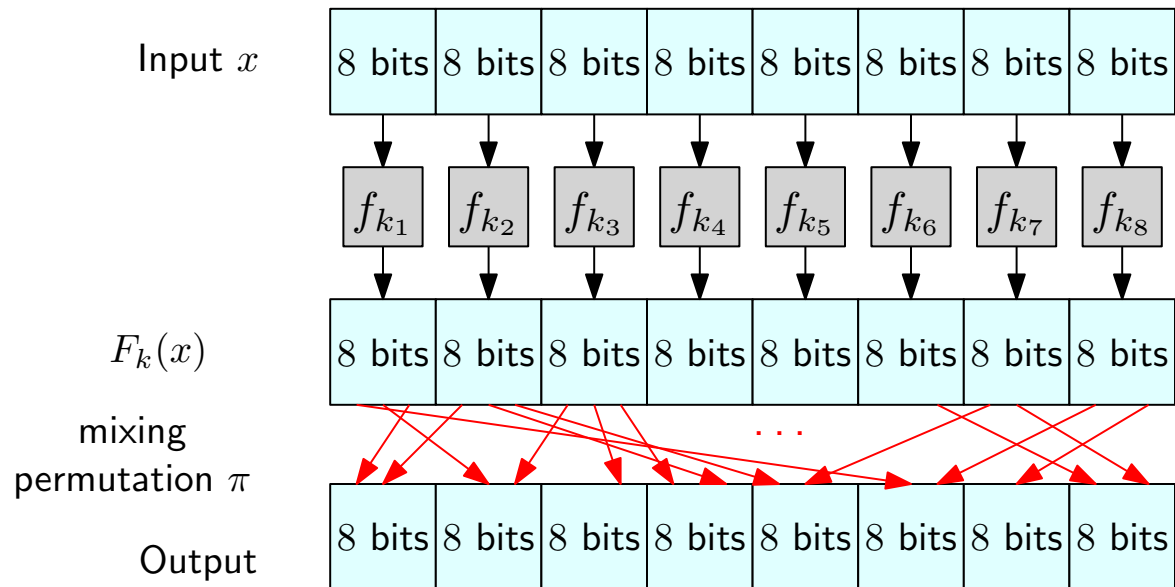 Input x 8 bits 8 bits 8 bits 8 bits 8 bits 8 bits 8 bits 8 bits
f_{k_1} f_{k_2} f_{k_3} f_{k_4} f_{k_5} f_{k_6} f_{k_7} f_{k_8}
F_k(x) 8 bits 8 bits 8 bits 8 bits 8 bits 8 bits 8 bits 8 bits
mixing
permutation π
. . .
Output 8 bits 8 bits 8 bits 8 bits 8 bits 8 bits 8 bits 8 bits